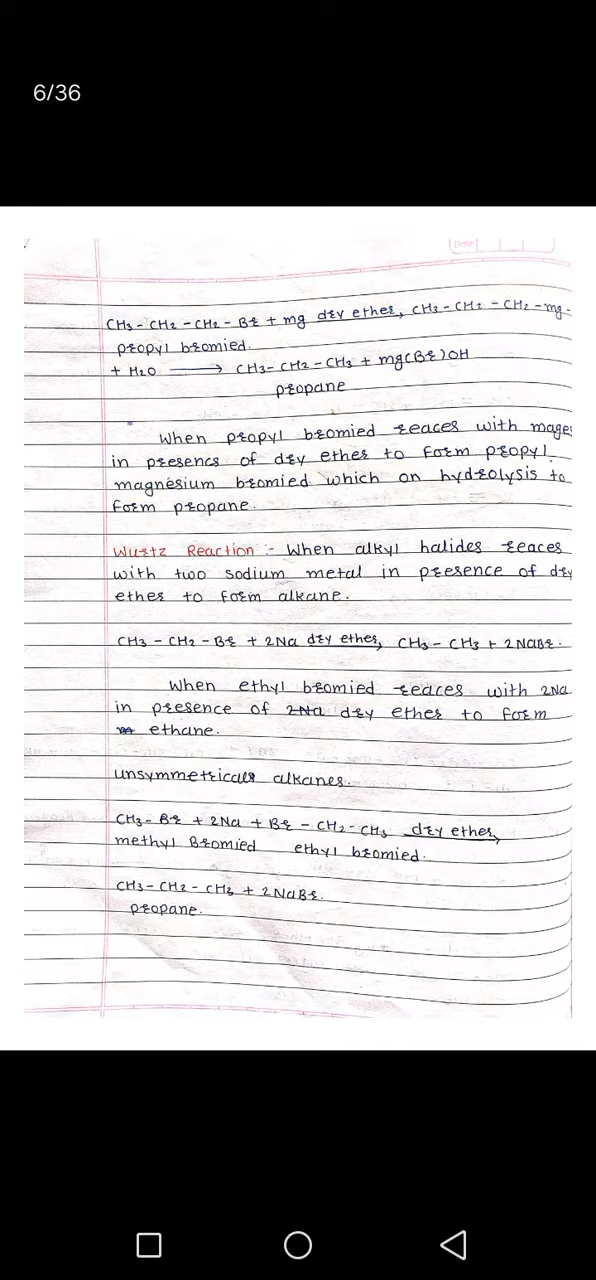 6/36
Date
CH3 - CH2 - CH2 - Br + mg dry ether, CH3 - CH2 - CH2 - mg -
propyl bromied.
+ H2O ⟶ CH3 - CH2 - CH3 + mg(Br)OH
propane
When propyl bromied reaces with mage
in presencs of dry ether to form propyl
magnesium bromied which on hydrolysis to
form propane.
Wurtz Reaction :- When alkyl halides reaces
with two sodium metal in presence of dry
ether to form alkane.
CH3 - CH2 - Br + 2Na dry ether, CH3 - CH3 + 2NaBr.
When ethyl bromied reaces with 2Na
in presence of 2Na dry ether to form
ethane.
unsymmetricals alkanes.
CH3 - Br + 2Na + Br - CH2 - CH3 dry ether,
methyl Bromied ethyl bromied.
CH3 - CH2 - CH3 + 2NaBr.
propane.